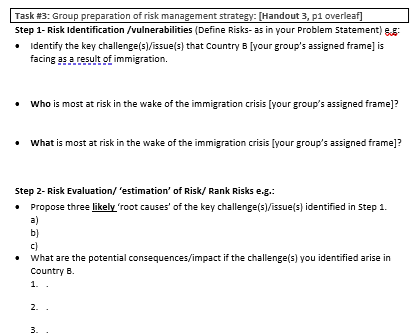 Task #3: Group preparation of risk management strategy: [Handout 3, p1 overleaf]
Step 1- Risk Identification /vulnerabilities (Define Risks- as in your Problem Statement) e.g:
• Identify the key challenge(s)/issue(s) that Country B [your group's assigned frame] is
facing as a result of immigration.
• Who is most at risk in the wake of the immigration crisis [your group's assigned frame]?
• What is most at risk in the wake of the immigration crisis [your group's assigned frame]?
Step 2- Risk Evaluation/ 'estimation' of Risk/ Rank Risks e.g.:
• Propose three likely 'root causes' of the key challenge(s)/issue(s) identified in Step 1.
a)
b)
c)
• What are the potential consequences/impact if the challenge(s) you identified arise in
Country B.
1. .
2. .
3. .